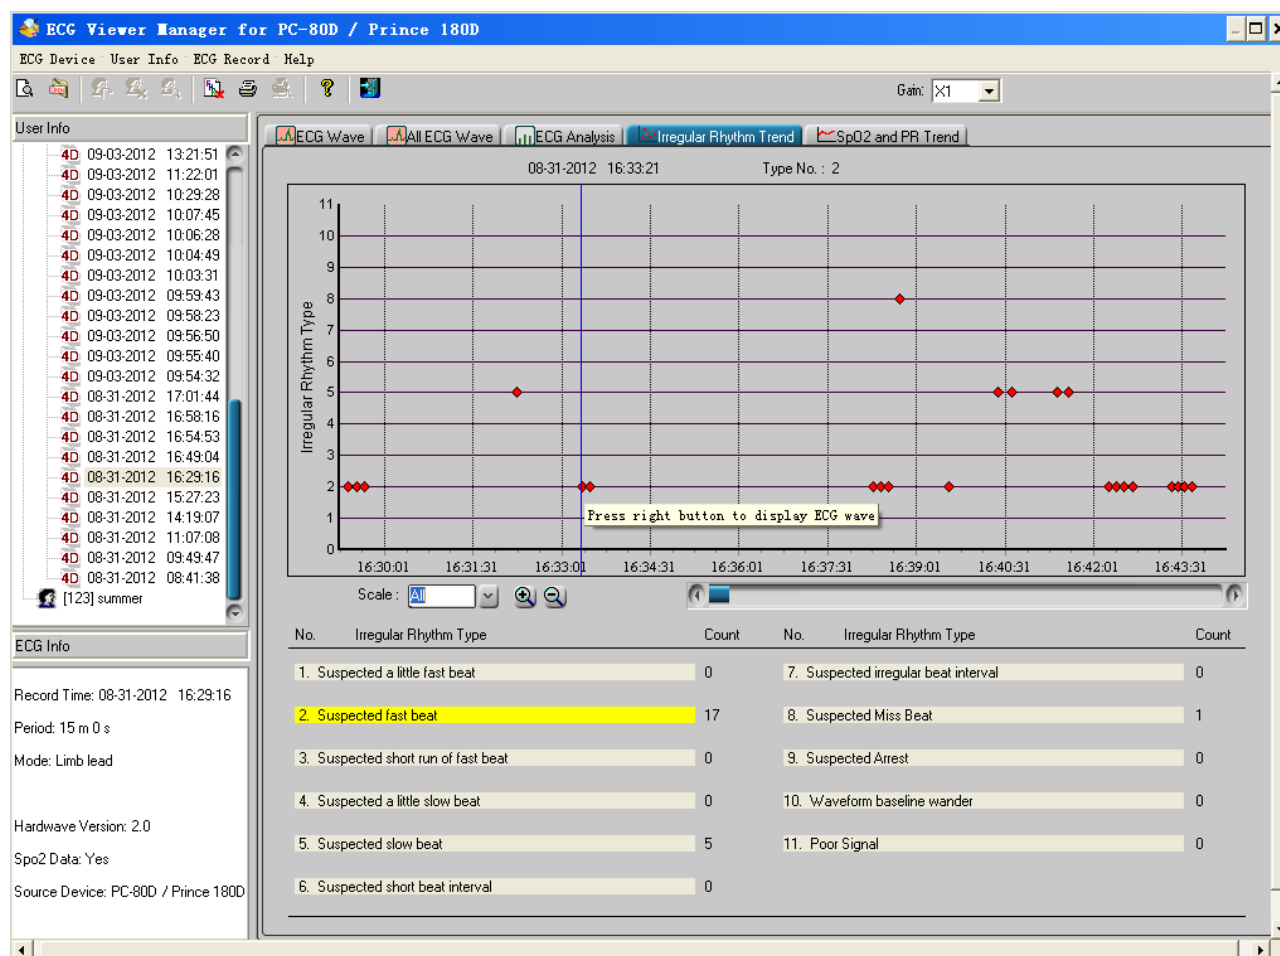 ECG Viewer Manager for PC-80D / Prince 180D
ECG Device User Info ECG Record Help
Gain: X1
User Info
4D 09-03-2012 13:21:51
4D 09-03-2012 11:22:01
4D 09-03-2012 10:29:28
4D 09-03-2012 10:07:45
4D 09-03-2012 10:06:28
4D 09-03-2012 10:04:49
4D 09-03-2012 10:03:31
4D 09-03-2012 09:59:43
4D 09-03-2012 09:58:23
4D 09-03-2012 09:56:50
4D 09-03-2012 09:55:40
4D 09-03-2012 09:54:32
4D 08-31-2012 17:01:44
4D 08-31-2012 16:58:16
4D 08-31-2012 16:54:53
4D 08-31-2012 16:49:04
4D 08-31-2012 16:29:16
4D 08-31-2012 15:27:23
4D 08-31-2012 14:19:07
4D 08-31-2012 11:07:08
4D 08-31-2012 09:49:47
4D 08-31-2012 08:41:38
[123] summer
ECG Info
Record Time: 08-31-2012 16:29:16
Period: 15 m 0 s
Mode: Limb lead
Hardwave Version: 2.0
Spo2 Data: Yes
Source Device: PC-80D / Prince 180D
ECG Wave All ECG Wave ECG Analysis Irregular Rhythm Trend SpO2 and PR Trend
08-31-2012 16:33:21 Type No. : 2
Irregular Rhythm Type
11
10
9
8
7
6
5
4
3
2
1
0
Press right button to display ECG wave
16:30:01 16:31:31 16:33:01 16:34:31 16:36:01 16:37:31 16:39:01 16:40:31 16:42:01 16:43:31
Scale : All
No. Irregular Rhythm Type Count No. Irregular Rhythm Type Count
1. Suspected a little fast beat 0 7. Suspected irregular beat interval 0
2. Suspected fast beat 17 8. Suspected Miss Beat 1
3. Suspected short run of fast beat 0 9. Suspected Arrest 0
4. Suspected a little slow beat 0 10. Waveform baseline wander 0
5. Suspected slow beat 5 11. Poor Signal 0
6. Suspected short beat interval 0